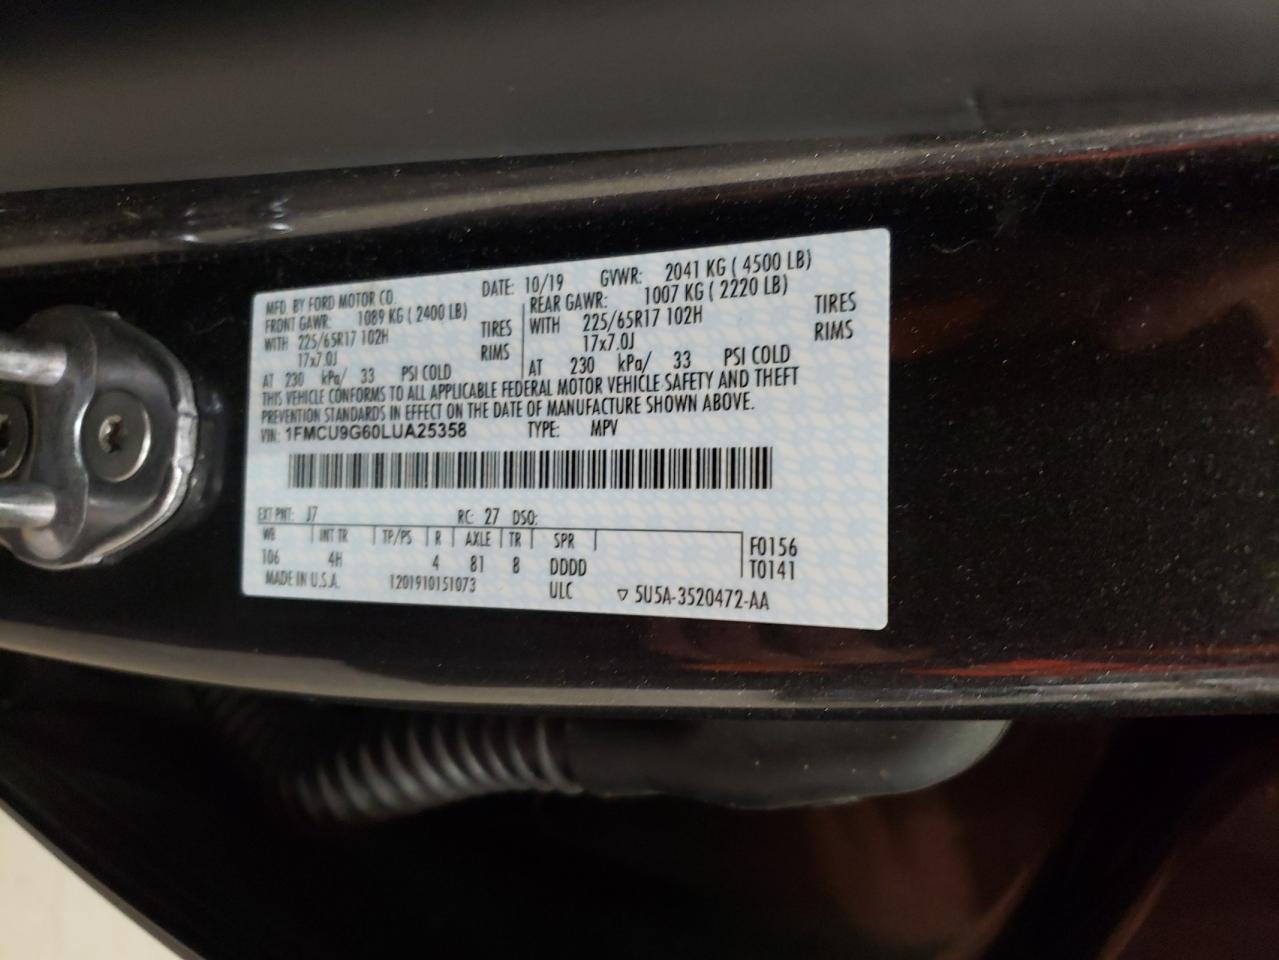 MFD. BY FORD MOTOR CO. DATE: 10/19 GVWR: 2041 KG ( 4500 LB)
FRONT GAWR: 1089 KG ( 2400 LB) REAR GAWR: 1007 KG ( 2220 LB)
WITH 225/65R17 102H TIRES WITH 225/65R17 102H TIRES
17x7.0J RIMS 17x7.0J RIMS
AT 230 kPa/ 33 PSI COLD AT 230 kPa/ 33 PSI COLD
THIS VEHICLE CONFORMS TO ALL APPLICABLE FEDERAL MOTOR VEHICLE SAFETY AND THEFT
PREVENTION STANDARDS IN EFFECT ON THE DATE OF MANUFACTURE SHOWN ABOVE.
VIN: 1FMCU9G60LUA25358 TYPE: MPV
EXT PNT: J7 RC: 27 DSO:
WB INT TR TP/PS R AXLE TR SPR F0156
106 4H 4 81 8 DDDD T0141
MADE IN U.S.A. 1201910151073 ULC ▽ 5U5A-3520472-AA